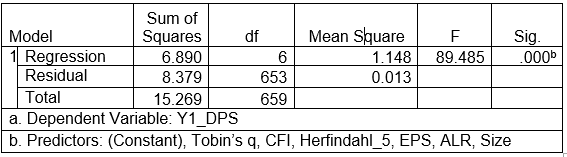 Model Sum of Squares df Mean Square F Sig.
1 Regression 6.890 6 1.148 89.485 .000b
Residual 8.379 653 0.013
Total 15.269 659
a. Dependent Variable: Y1_DPS
b. Predictors: (Constant), Tobin's q, CFI, Herfindahl_5, EPS, ALR, Size